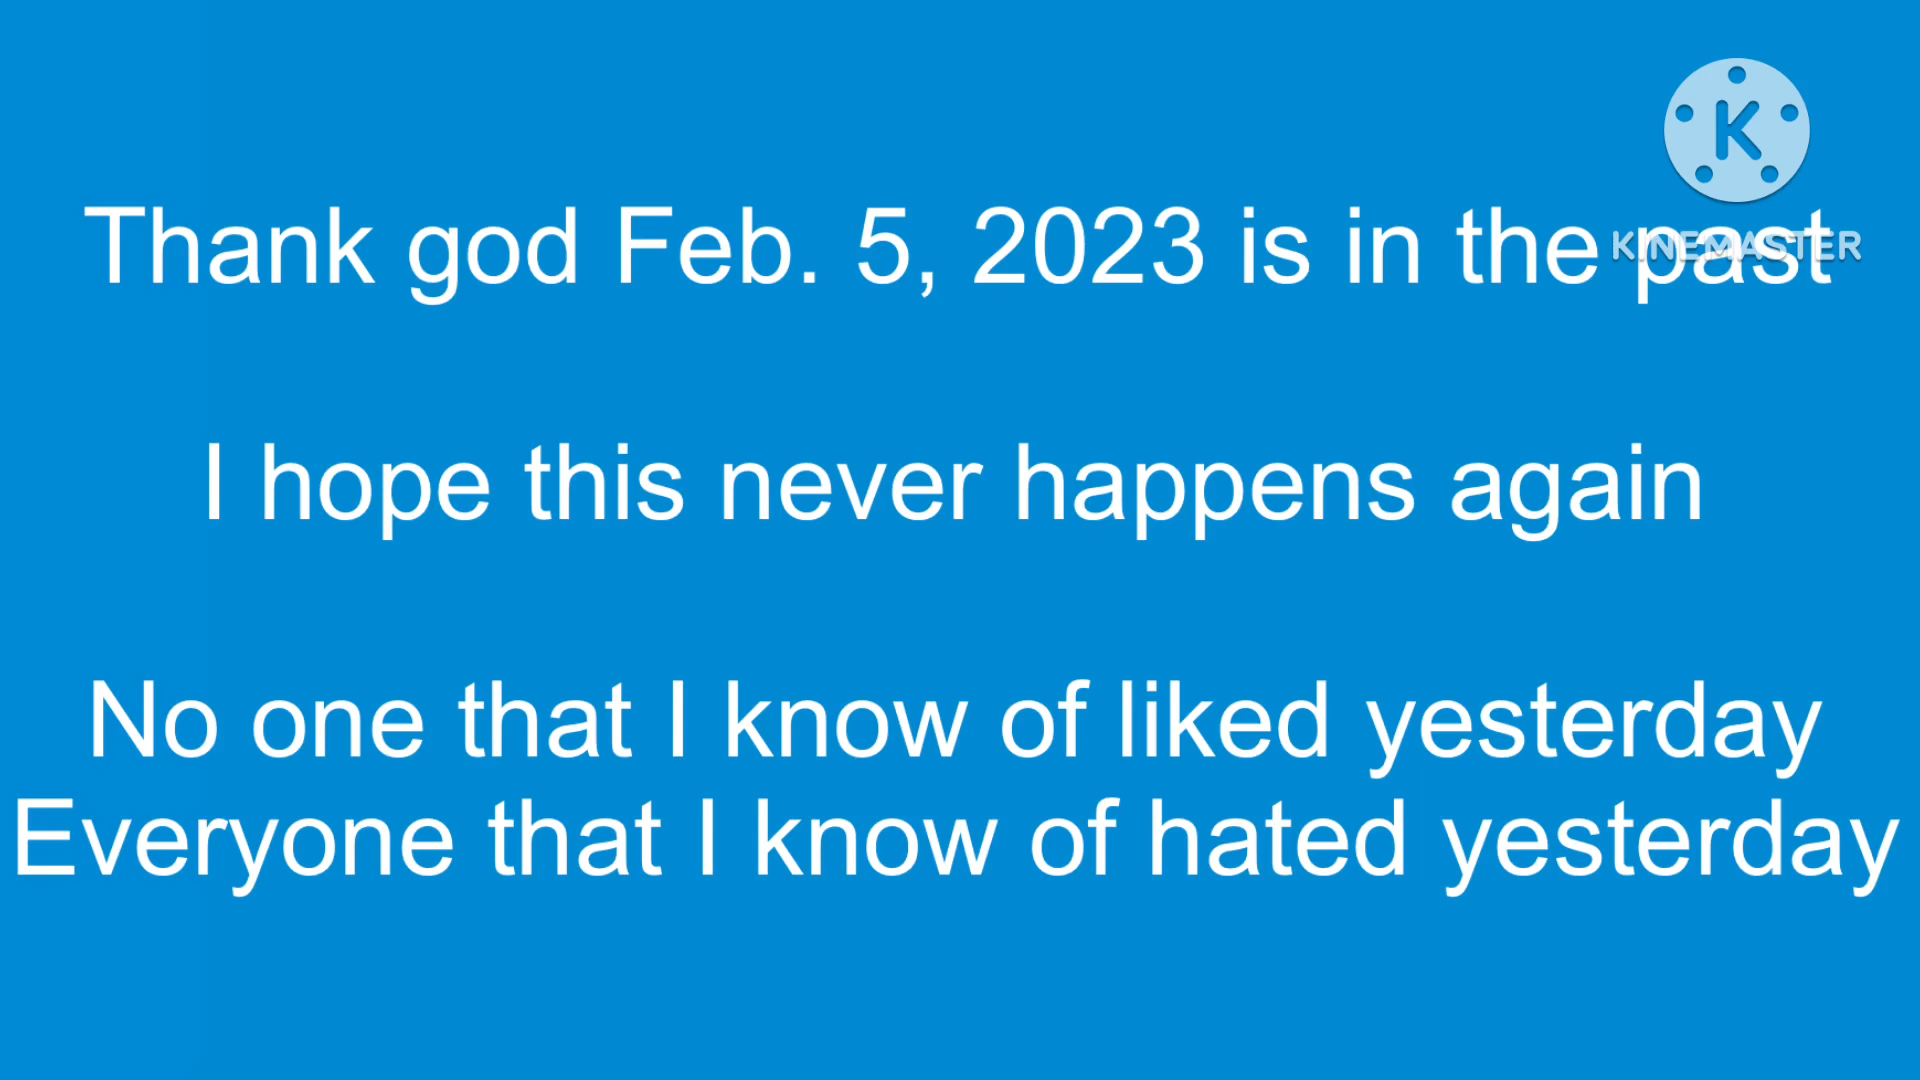 K
KINEMASTER
Thank god Feb. 5, 2023 is in the past
I hope this never happens again
No one that I know of liked yesterday
Everyone that I know of hated yesterday